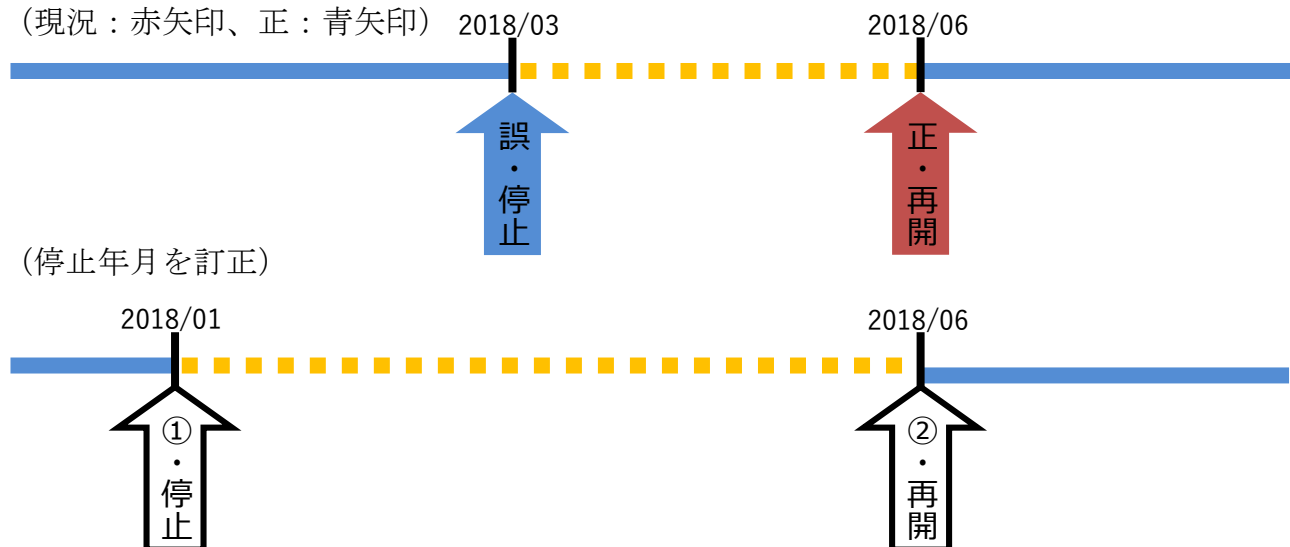 (現況：赤矢印、正：青矢印)
2018/03
2018/06
誤・停止
正・再開
(停止年月を訂正)
2018/01
2018/06
①・停止
②・再開